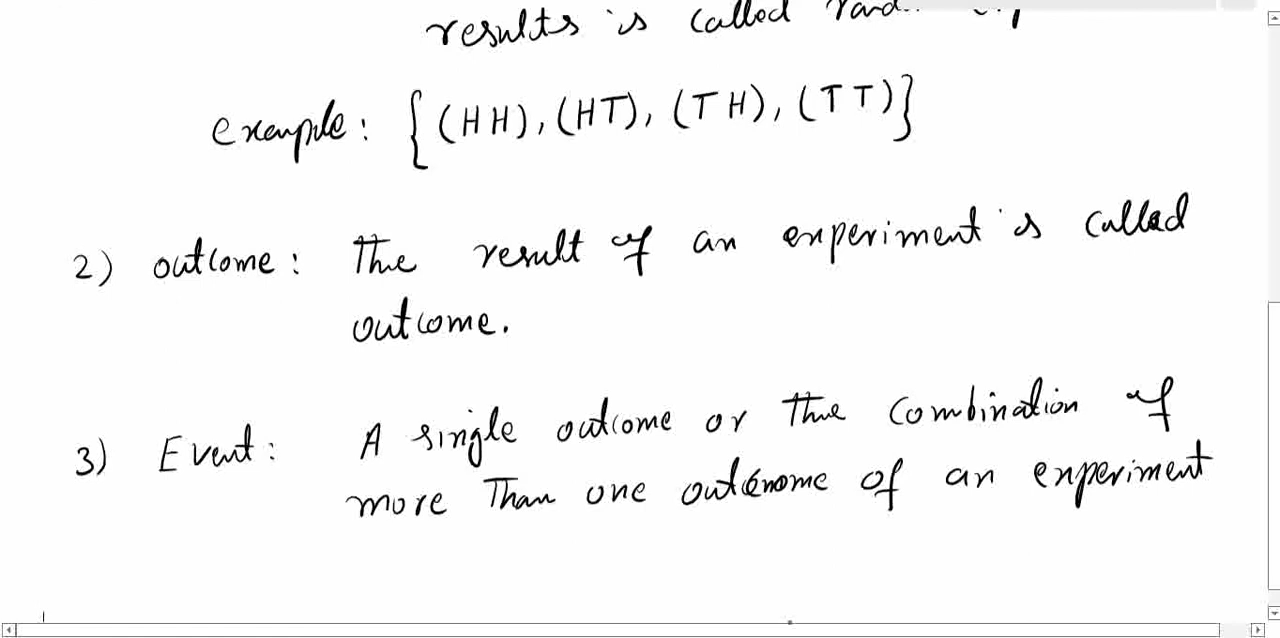 results is called
example: {(HH), (HT), (TH), (TT)}
2) outcome: The result of an experiment is called
outcome.
3) Event: A single outcome or the combination of
more Than one of an experiment